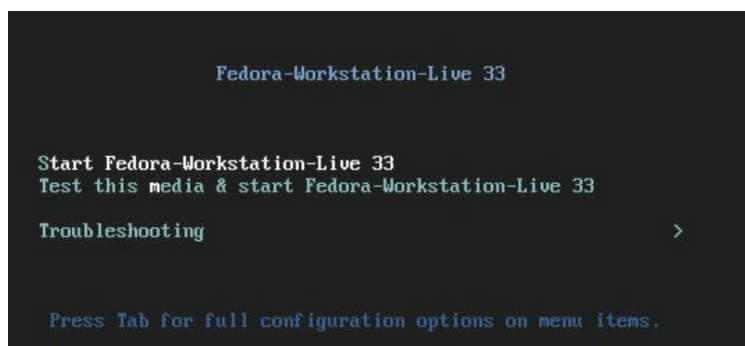 Fedora-Workstation-Live 33
Start Fedora-Workstation-Live 33
Test this media & start Fedora-Workstation-Live 33
Troubleshooting >
Press Tab for full configuration options on menu items.